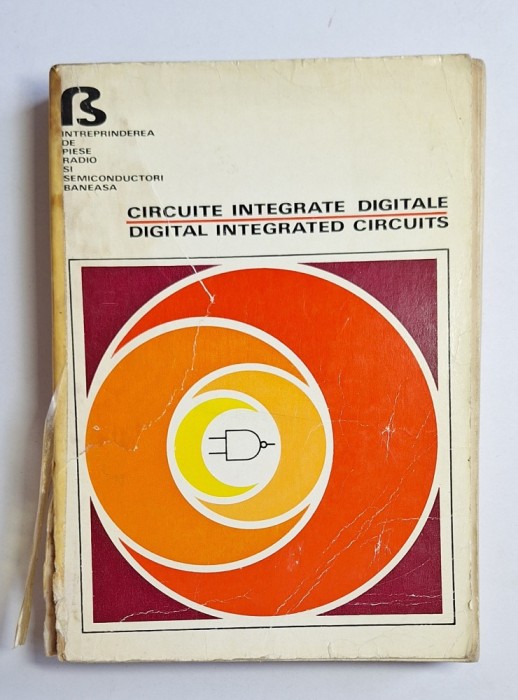 INTREPRINDEREA
DE
PIESE
RADIO
SI
SEMICONDUCTORI
BANEASA
CIRCUITE INTEGRATE DIGITALE
DIGITAL INTEGRATED CIRCUITS